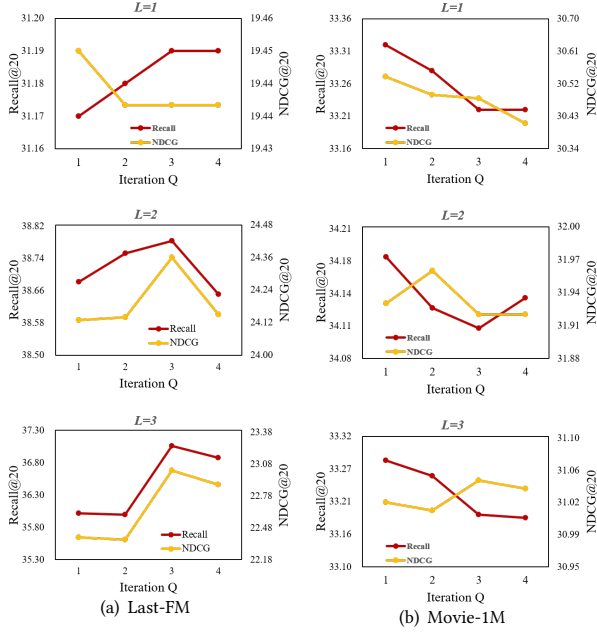 L=1
31.20
31.19
31.18
31.17
31.16
Recall@20
19.46
19.45
19.44
19.44
19.43
NDCG@20
Recall
NDCG
1 2 3 4
Iteration Q
L=1
33.36
33.31
33.26
33.21
33.16
Recall@20
30.70
30.61
30.52
30.43
30.34
NDCG@20
Recall
NDCG
1 2 3 4
Iteration Q
L=2
38.82
38.74
38.66
38.58
38.50
Recall@20
24.48
24.36
24.24
24.12
24.00
NDCG@20
Recall
NDCG
1 2 3 4
Iteration Q
L=2
34.21
34.18
34.14
34.11
34.08
Recall@20
32.00
31.97
31.94
31.91
31.88
NDCG@20
Recall
NDCG
1 2 3 4
Iteration Q
L=3
37.30
36.80
36.30
35.80
35.30
Recall@20
23.38
23.08
22.78
22.48
22.18
NDCG@20
Recall
NDCG
1 2 3 4
Iteration Q
L=3
33.32
33.27
33.21
33.16
33.10
Recall@20
31.10
31.06
31.02
30.99
30.95
NDCG@20
Recall
NDCG
1 2 3 4
Iteration Q
(a) Last-FM
(b) Movie-1M